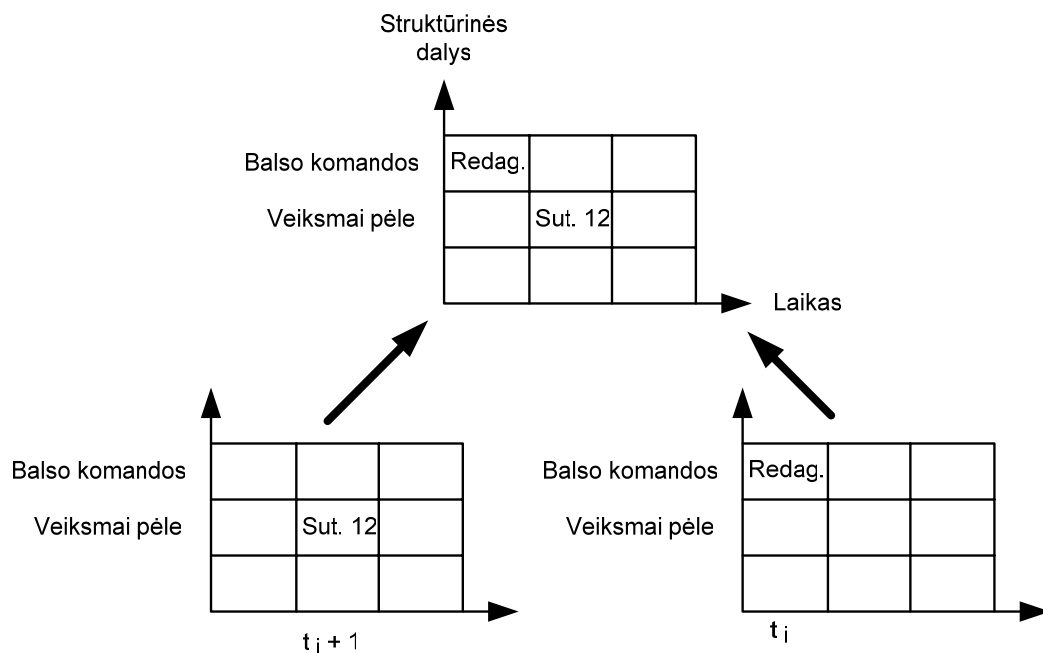 Struktūrinės
dalys
Balso komandos
Redag.
Veiksmai pėle
Sut. 12
Laikas
Balso komandos
Veiksmai pėle
Sut. 12
t i + 1
Balso komandos
Redag.
Veiksmai pėle
t i